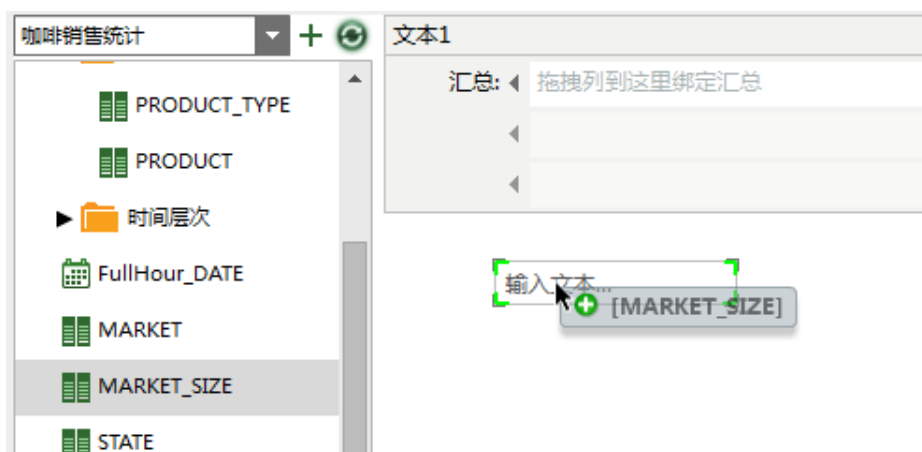 咖啡销售统计
PRODUCT_TYPE
PRODUCT
时间层次
FullHour_DATE
MARKET
MARKET_SIZE
STATE
文本1
汇总:
拖拽列到这里绑定汇总
输入文本...
[MARKET_SIZE]